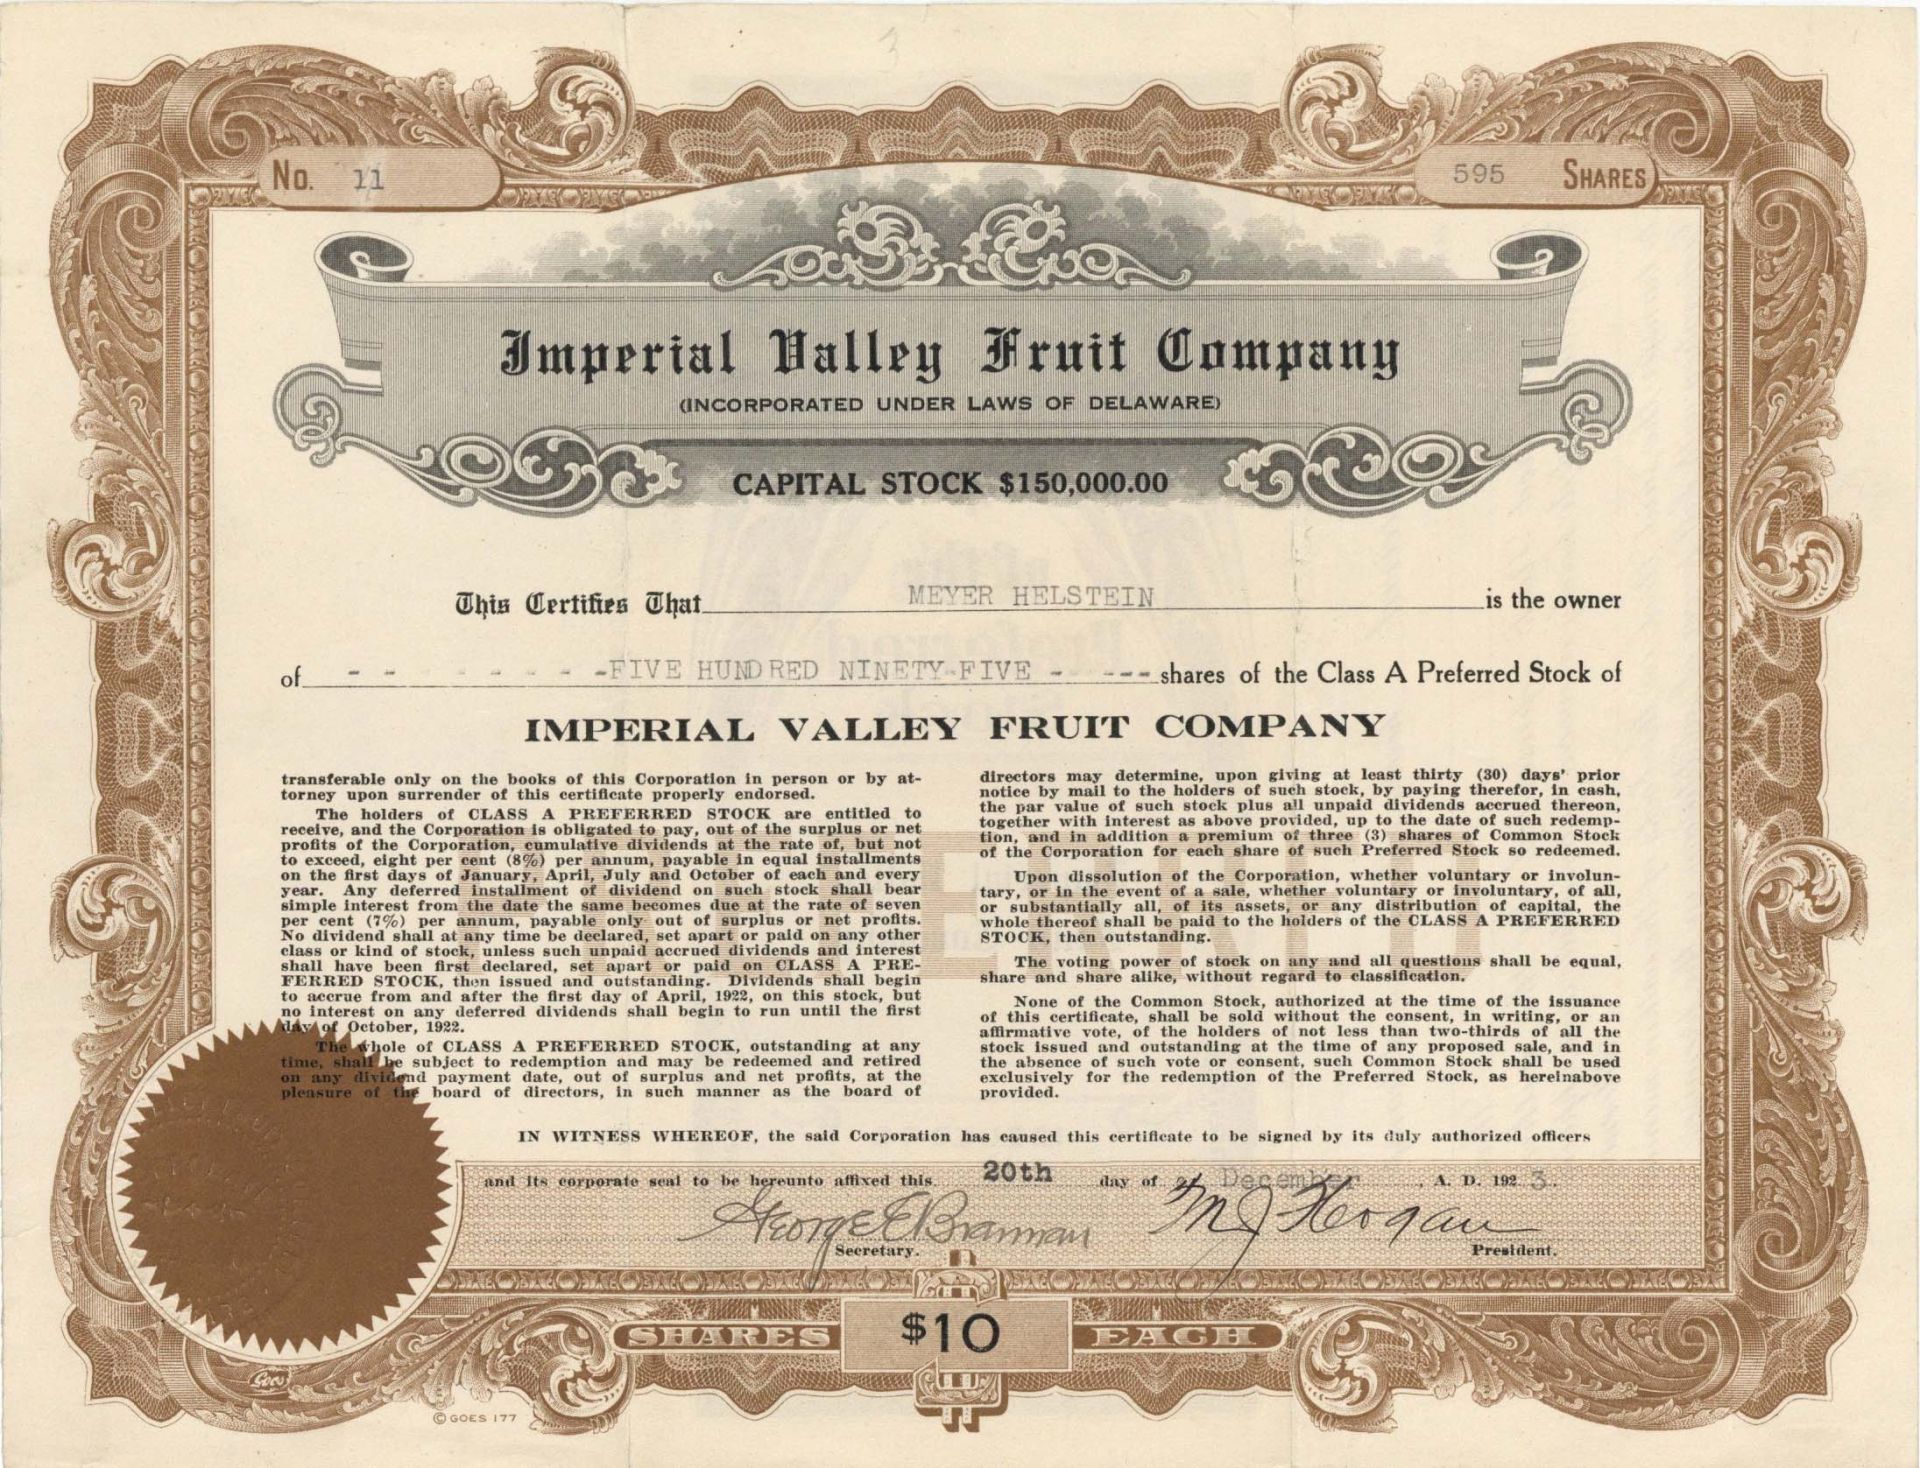 No. 11
595 SHARES
Imperial Valley Fruit Company
(INCORPORATED UNDER LAWS OF DELAWARE)
CAPITAL STOCK $150,000.00
This Certifies That MEYER HELSTEIN is the owner
of - - - - - - -FIVE HUNDRED NINETY-FIVE - - --- shares of the Class A Preferred Stock of
IMPERIAL VALLEY FRUIT COMPANY
transferable only on the books of this Corporation in person or by at-
torney upon surrender of this certificate properly endorsed.
The holders of CLASS A PREFERRED STOCK are entitled to
receive, and the Corporation is obligated to pay, out of the surplus or net
profits of the Corporation, cumulative dividends at the rate of, but not
to exceed, eight per cent (8%) per annum, payable in equal installments
on the first days of January, April, July and October of each and every
year. Any deferred installment of dividend on such stock shall bear
simple interest from the date the same becomes due at the rate of seven
per cent (7%) per annum, payable only out of surplus or net profits.
No dividend shall at any time be declared, set apart or paid on any other
class or kind of stock, unless such unpaid accrued dividends and interest
shall have been first declared, set apart or paid on CLASS A PRE-
FERRED STOCK, then issued and outstanding. Dividends shall begin
to accrue from and after the first day of April, 1922, on this stock, but
no interest on any deferred dividends shall begin to run until the first
day of October, 1922.
The whole of CLASS A PREFERRED STOCK, outstanding at any
time, shall be subject to redemption and may be redeemed and retired
on any dividend payment date, out of surplus and net profits, at the
pleasure of the board of directors, in such manner as the board of
directors may determine, upon giving at least thirty (30) days' prior
notice by mail to the holders of such stock, by paying therefor, in cash,
the par value of such stock plus all unpaid dividends accrued thereon,
together with interest as above provided, up to the date of such redemp-
tion, and in addition a premium of three (3) shares of Common Stock
of the Corporation for each share of such Preferred Stock so redeemed.
Upon dissolution of the Corporation, whether voluntary or involun-
tary, or in the event of a sale, whether voluntary or involuntary, of all,
or substantially all, of its assets, or any distribution of capital, the
whole thereof shall be paid to the holders of the CLASS A PREFERRED
STOCK, then outstanding.
The voting power of stock on any and all questions shall be equal,
share and share alike, without regard to classification.
None of the Common Stock, authorized at the time of the issuance
of this certificate, shall be sold without the consent, in writing, or an
affirmative vote, of the holders of not less than two-thirds of all the
stock issued and outstanding at the time of any proposed sale, and in
the absence of such vote or consent, such Common Stock shall be used
exclusively for the redemption of the Preferred Stock, as hereinabove
provided.
IN WITNESS WHEREOF, the said Corporation has caused this certificate to be signed by its duly authorized officers
and its corporate seal to be hereunto affixed this 20th day of December, A. D. 1923.
George E Brannan
Secretary.
M J Keogan
President.
SHARES $10 EACH
Goes
© GOES 177